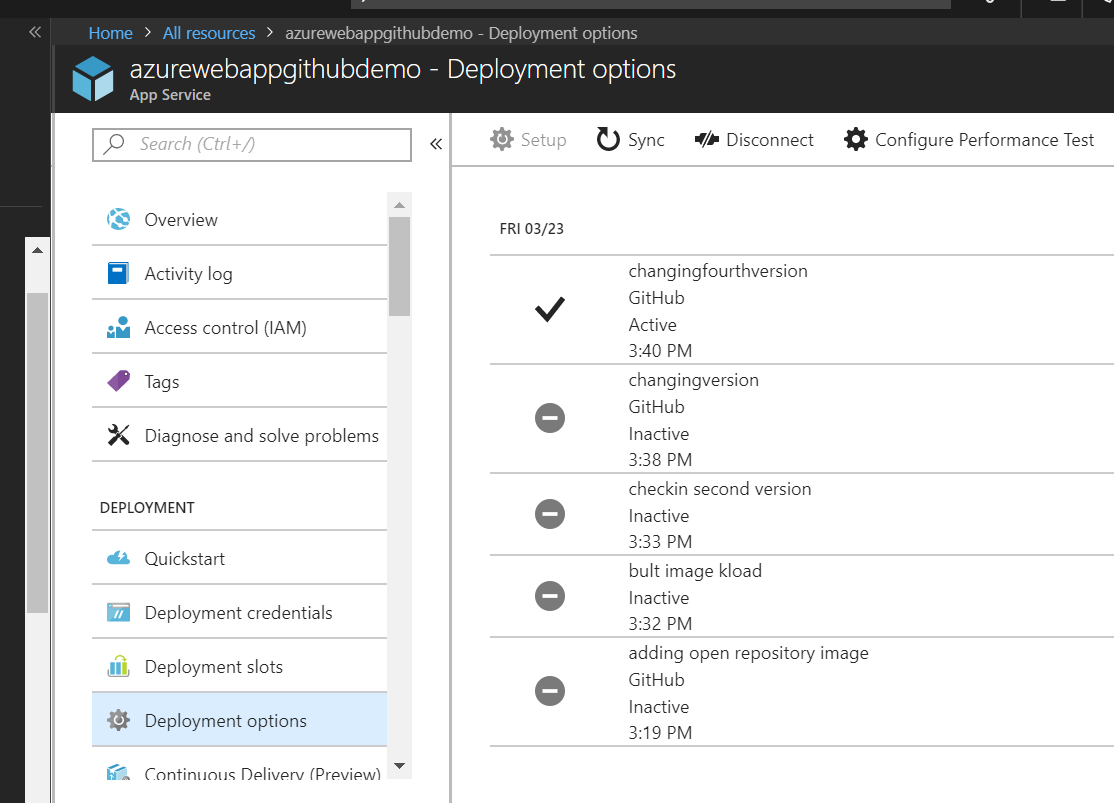 Home > All resources > azurewebappgithubdemo - Deployment options
azurewebappgithubdemo - Deployment options
App Service
Search (Ctrl+/)
Setup Sync Disconnect Configure Performance Test
Overview
Activity log
Access control (IAM)
Tags
Diagnose and solve problems
DEPLOYMENT
Quickstart
Deployment credentials
Deployment slots
Deployment options
Continuous Delivery (Preview)
FRI 03/23
changingfourthversion
GitHub
Active
3:40 PM
changingversion
GitHub
Inactive
3:38 PM
checkin second version
Inactive
3:33 PM
bult image kload
Inactive
3:32 PM
adding open repository image
GitHub
Inactive
3:19 PM